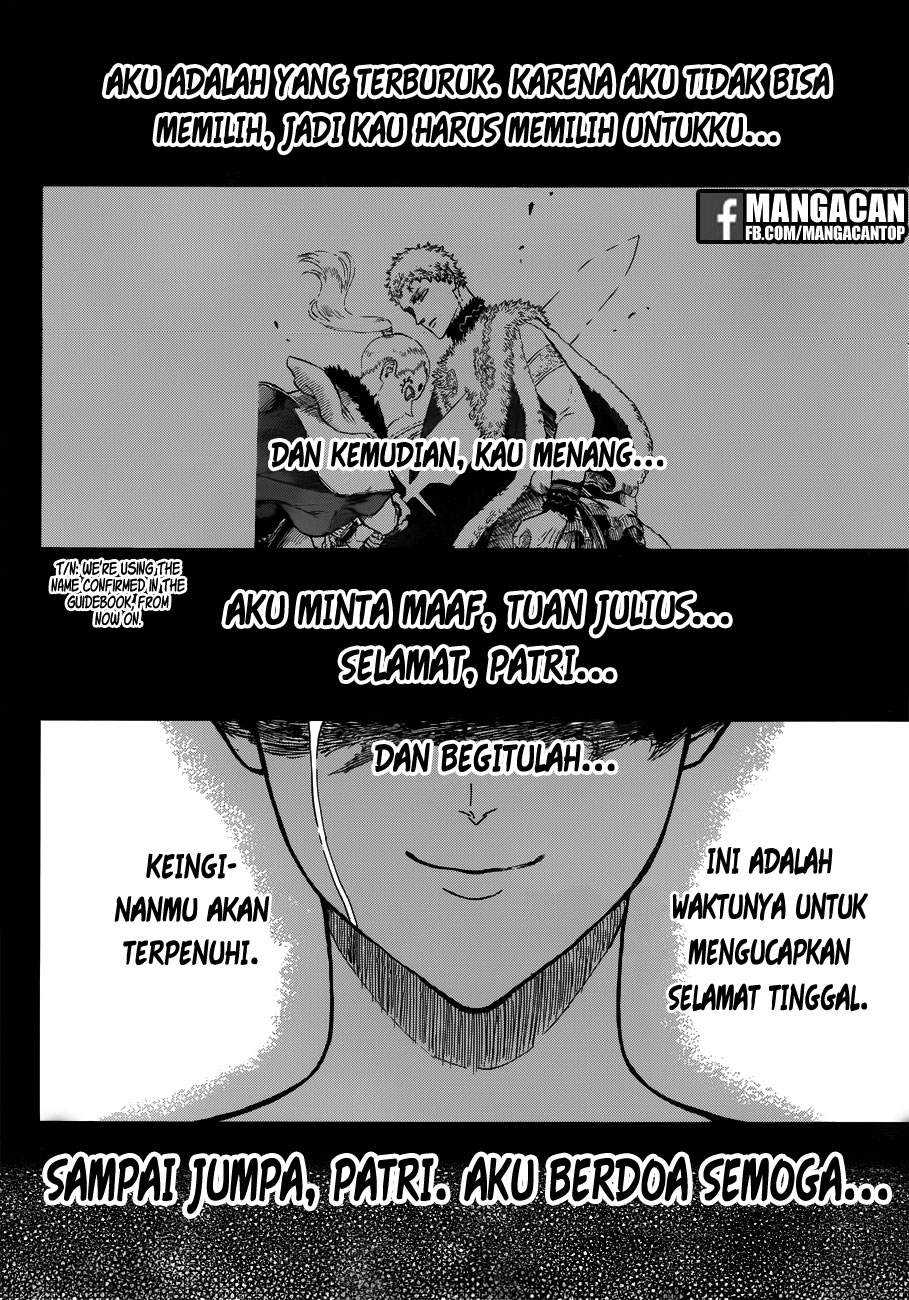 AKU ADALAH YANG TERBURUK. KARENA AKU TIDAK BISA
MEMILIH, JADI KAU HARUS MEMILIH UNTUKKU...
f MANGACAN
FB.COM/MANGACANTOP
DAN KEMUDIAN, KAU MENANG...
T/N: WE'RE USING THE
NAME CONFIRMED IN THE
GUIDEBOOK, FROM
NOW ON.
AKU MINTA MAAF, TUAN JULIUS...
SELAMAT, PATRI...
DAN BEGITULAH...
INI ADALAH
WAKTUNYA UNTUK
MENGUCAPKAN
SELAMAT TINGGAL.
KEINGI-
NANMU AKAN
TERPENUHI.
SAMPAI JUMPA, PATRI. AKU BERDOA SEMOGA...